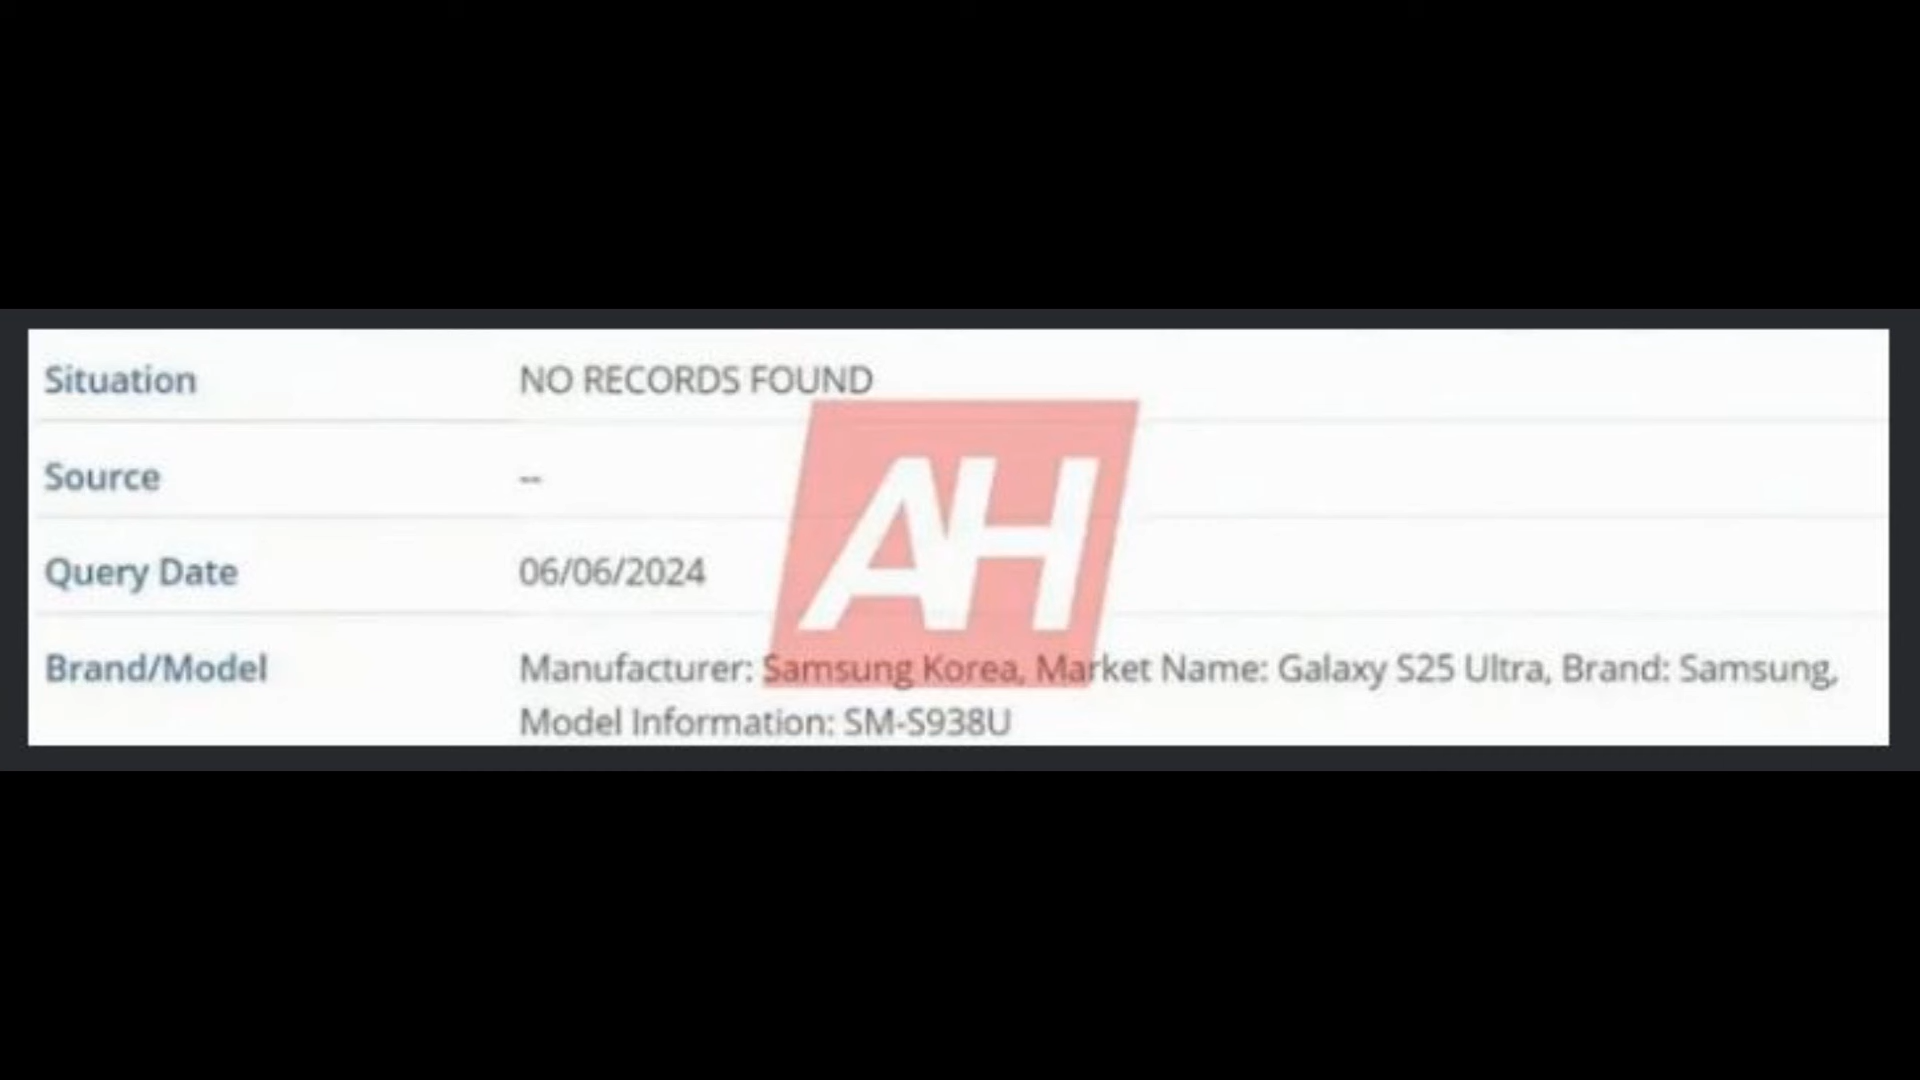 Situation NO RECORDS FOUND
Source --
Query Date 06/06/2024
Brand/Model Manufacturer: Samsung Korea, Market Name: Galaxy S25 Ultra, Brand: Samsung,
Model Information: SM-S938U
AH